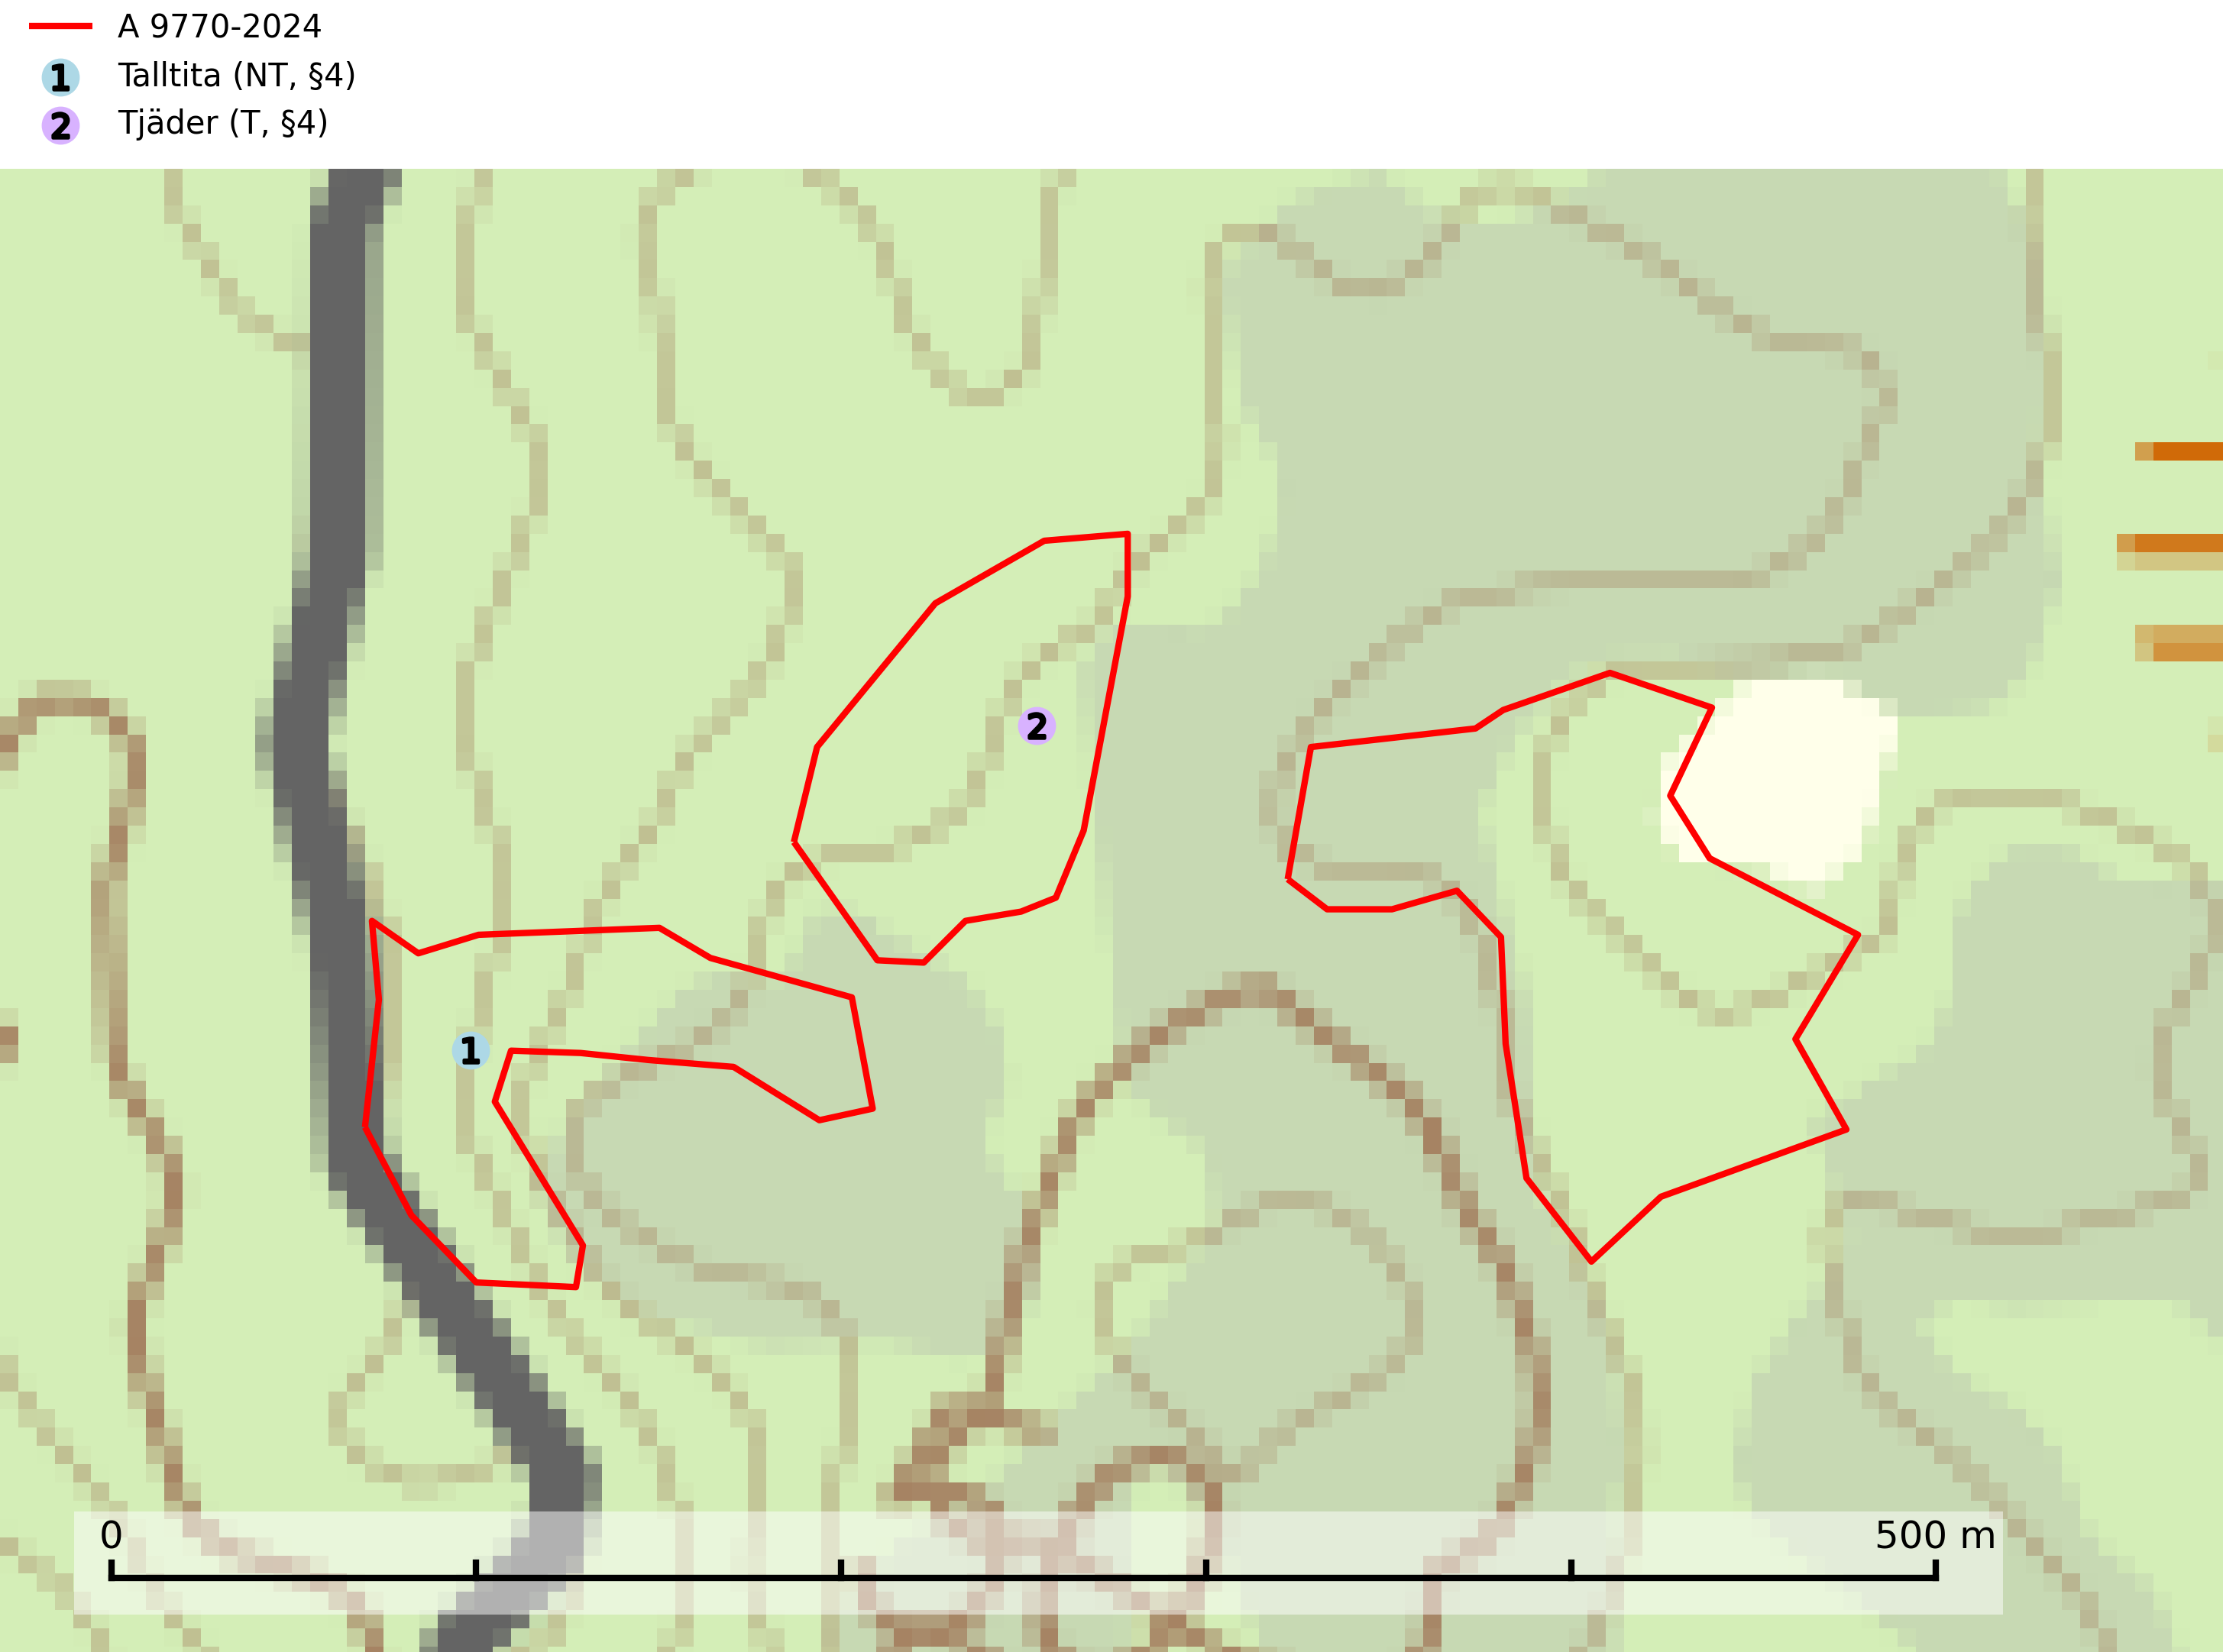 A 9770-2024
1 Talltita (NT, §4)
2 Tjäder (T, §4)
2
1
0 500 m